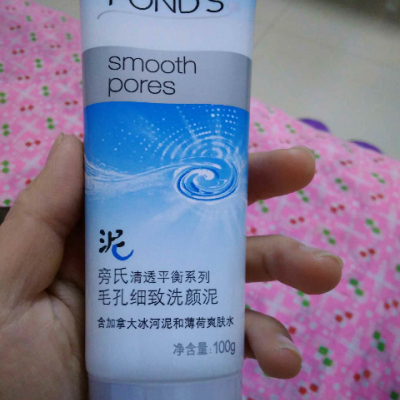 POND'S
smooth
pores
泥
旁氏清透平衡系列
毛孔细致洗颜泥
含加拿大冰河泥和薄荷爽肤水
净含量:100g